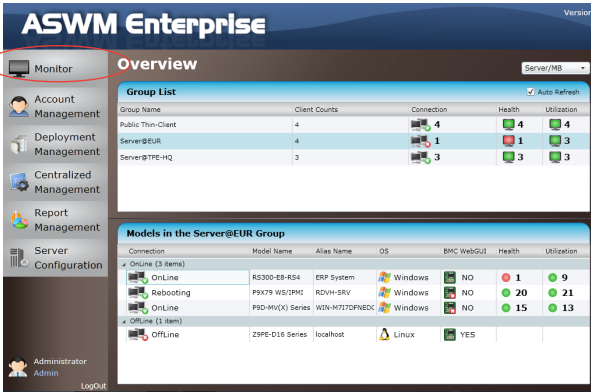 ASWM Enterprise
Version
Monitor
Account
Management
Deployment
Management
Centralized
Management
Report
Management
Server
Configuration
Administrator
Admin
LogOut
Overview
Server/MB
Group List
Auto Refresh
Group Name Client Counts Connection Health Utilization
Public Thin-Client 4 4 4 4
Server@EUR 4 1 1 3
Server@TPE-HQ 3 3 3 3
Models in the Server@EUR Group
Connection Model Name Alias Name OS BMC WebGUI Health Utilization
OnLine (3 items)
OnLine RS300-E8-RS4 ERP System Windows NO 1 9
Rebooting P9X79 WS/IPMI RDVH-SRV Windows NO 20 21
OnLine P9D-MV(X) Series WIN-M7I7DFNEDC Windows NO 15 13
OffLine (1 item)
OffLine Z9PE-D16 Series localhost Linux YES